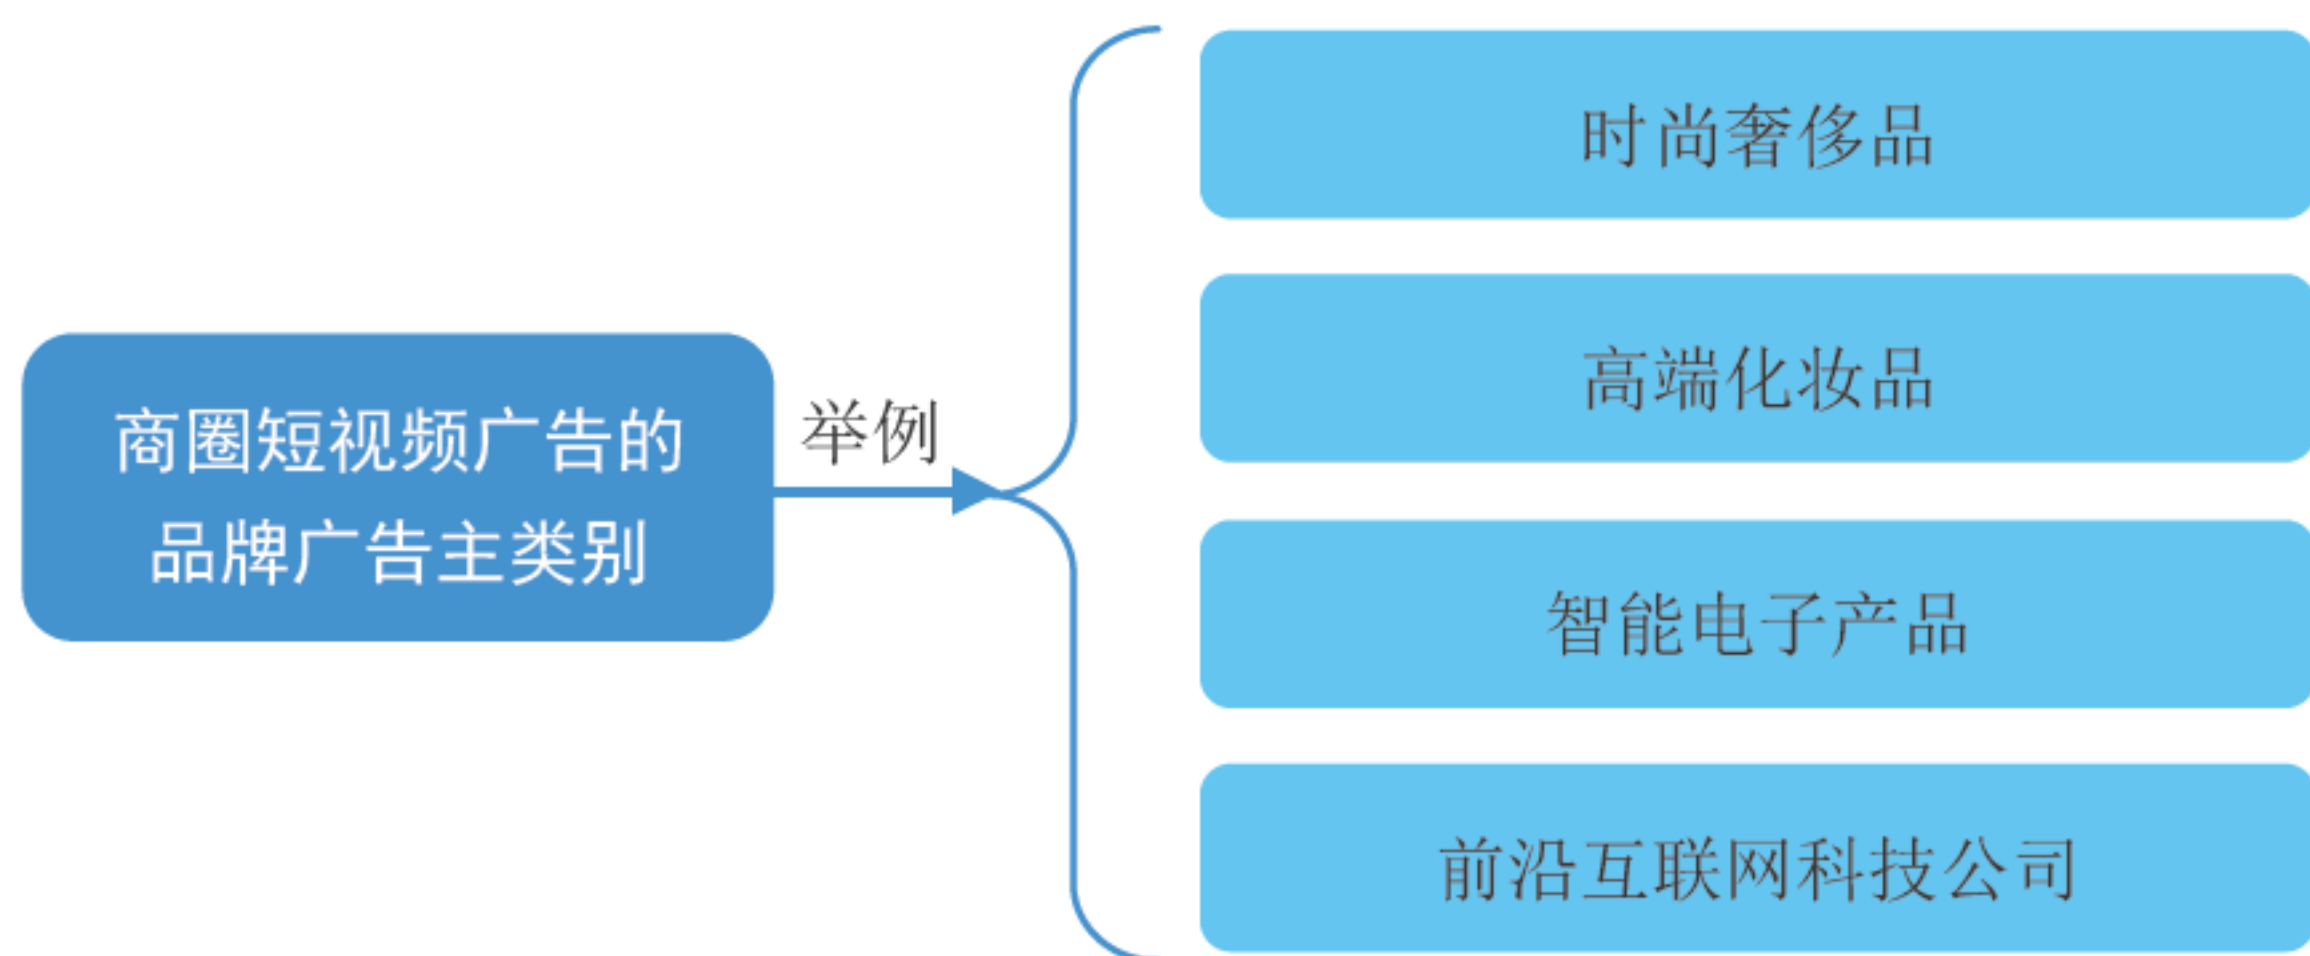 商圈短视频广告的
品牌广告主类别
举例
时尚奢侈品
高端化妆品
智能电子产品
前沿互联网科技公司